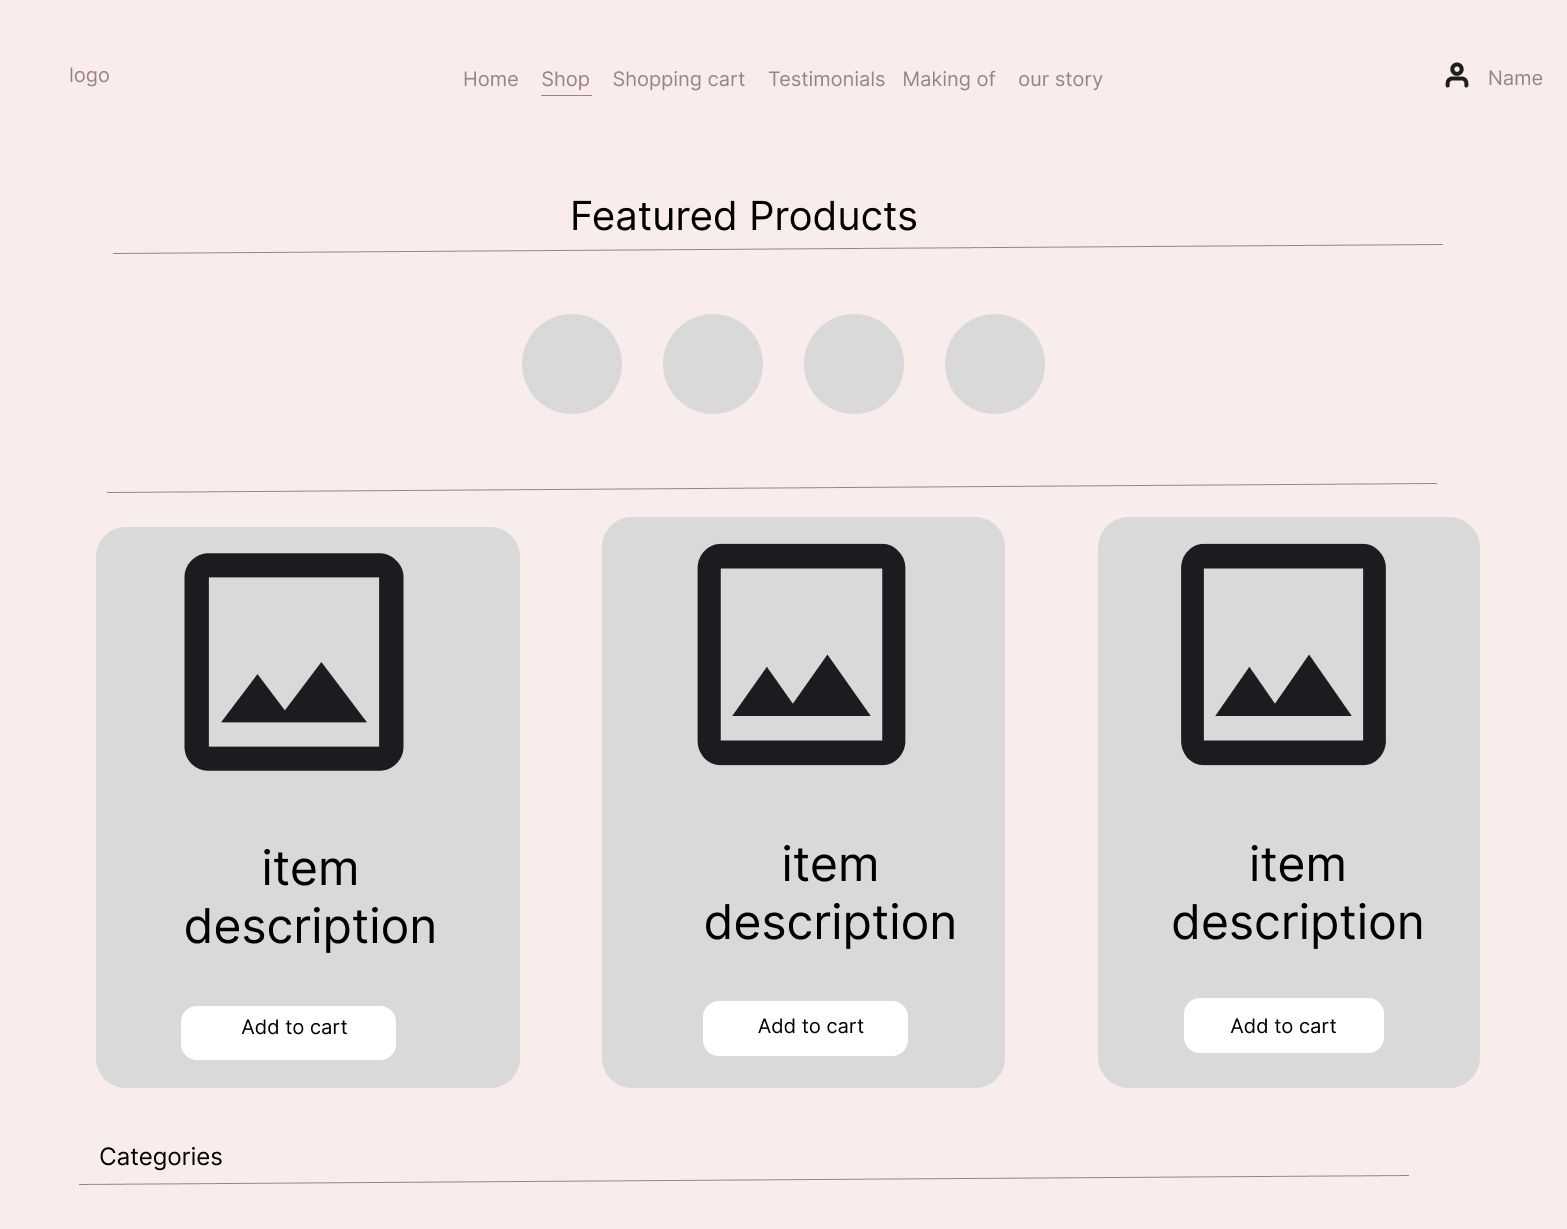 logo
Home Shop Shopping cart Testimonials Making of our story
Name
Featured Products
item
description
Add to cart
item
description
Add to cart
item
description
Add to cart
Categories